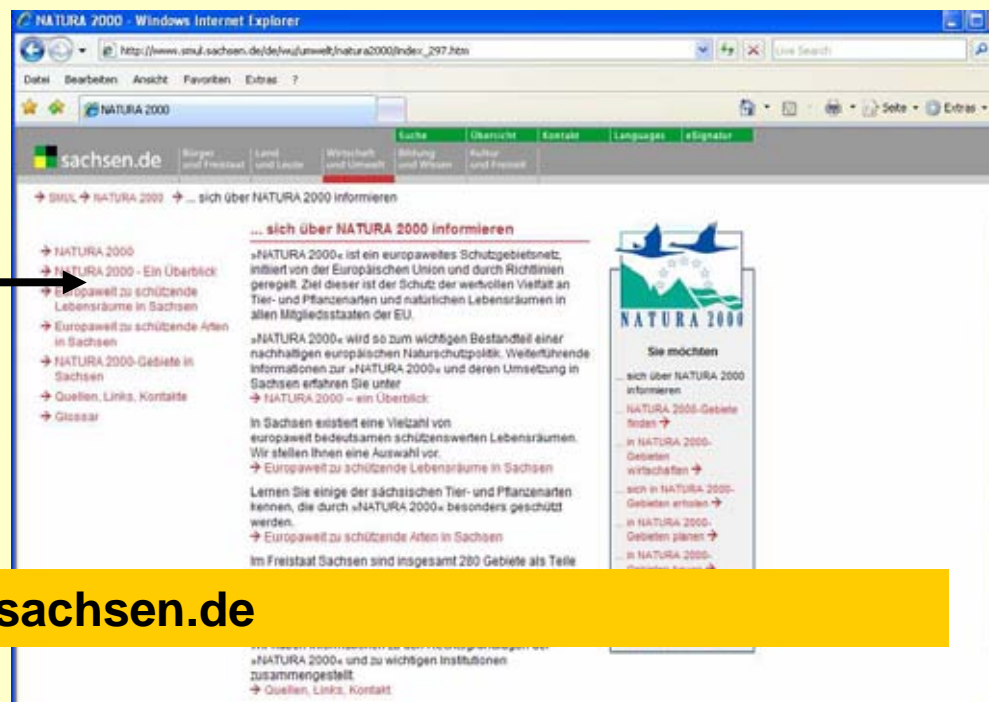 NATURA 2000 - Windows Internet Explorer
http://www.smul.sachsen.de/de/wu/umwelt/natura2000/index_297.htm
Live Search
Datei Bearbeiten Ansicht Favoriten Extras ?
NATURA 2000
Seite
Extras
Suche Übersicht Kontakt Languages eSignatur
sachsen.de
Bürger und Freistaat
Land und Leute
Wirtschaft und Umwelt
Bildung und Wissen
Kultur und Freizeit
→ SMUL → NATURA 2000 → ... sich über NATURA 2000 informieren
→ NATURA 2000
→ NATURA 2000 - Ein Überblick
→ Europaweit zu schützende
Lebensräume in Sachsen
→ Europaweit zu schützende Arten
in Sachsen
→ NATURA 2000-Gebiete in
Sachsen
→ Quellen, Links, Kontakte
→ Glossar
... sich über NATURA 2000 informieren
»NATURA 2000« ist ein europaweites Schutzgebietsnetz,
initiiert von der Europäischen Union und durch Richtlinien
geregelt. Ziel dieser ist der Schutz der wertvollen Vielfalt an
Tier- und Pflanzenarten und natürlichen Lebensräumen in
allen Mitgliedsstaaten der EU.
»NATURA 2000« wird so zum wichtigen Bestandteil einer
nachhaltigen europäischen Naturschutzpolitik. Weiterführende
Informationen zur »NATURA 2000« und deren Umsetzung in
Sachsen erfahren Sie unter
→ NATURA 2000 – ein Überblick
In Sachsen existiert eine Vielzahl von
europaweit bedeutsamen schützenswerten Lebensräumen.
Wir stellen Ihnen eine Auswahl vor.
→ Europaweit zu schützende Lebensräume in Sachsen
Lernen Sie einige der sächsischen Tier- und Pflanzenarten
kennen, die durch »NATURA 2000« besonders geschützt
werden.
→ Europaweit zu schützende Arten in Sachsen
Im Freistaat Sachsen sind insgesamt 280 Gebiete als Teile
»NATURA 2000« und zu wichtigen Institutionen
zusammengestellt.
→ Quellen, Links, Kontakt
NATURA 2000
Sie möchten
... sich über NATURA 2000
informieren
... NATURA 2000-Gebiete
finden →
... in NATURA 2000-
Gebieten
wirtschaften →
... sich in NATURA 2000-
Gebieten erholen →
... in NATURA 2000-
Gebieten planen →
... in NATURA 2000-
sachsen.de